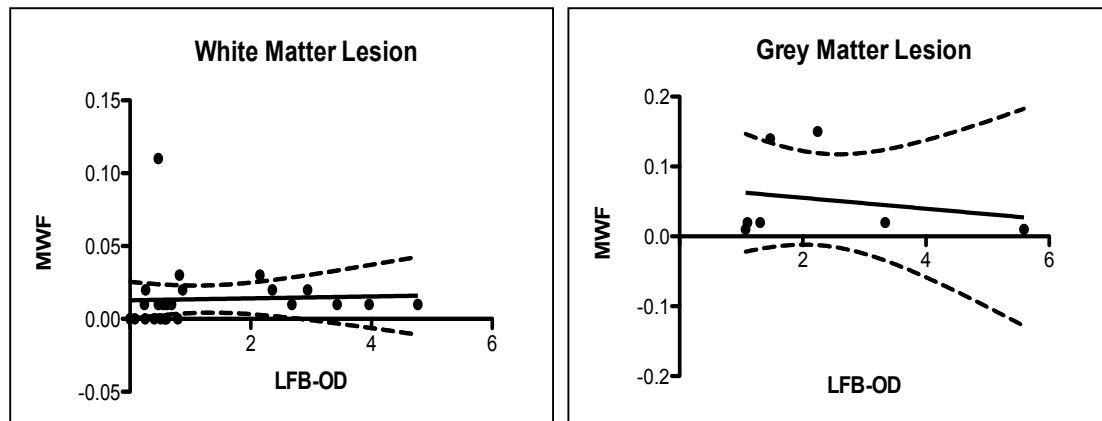 White Matter Lesion
0.15
0.10
0.05
0.00
-0.05
2
4
6
MWF
LFB-OD
Grey Matter Lesion
0.2
0.1
0.0
-0.1
-0.2
2
4
6
MWF
LFB-OD